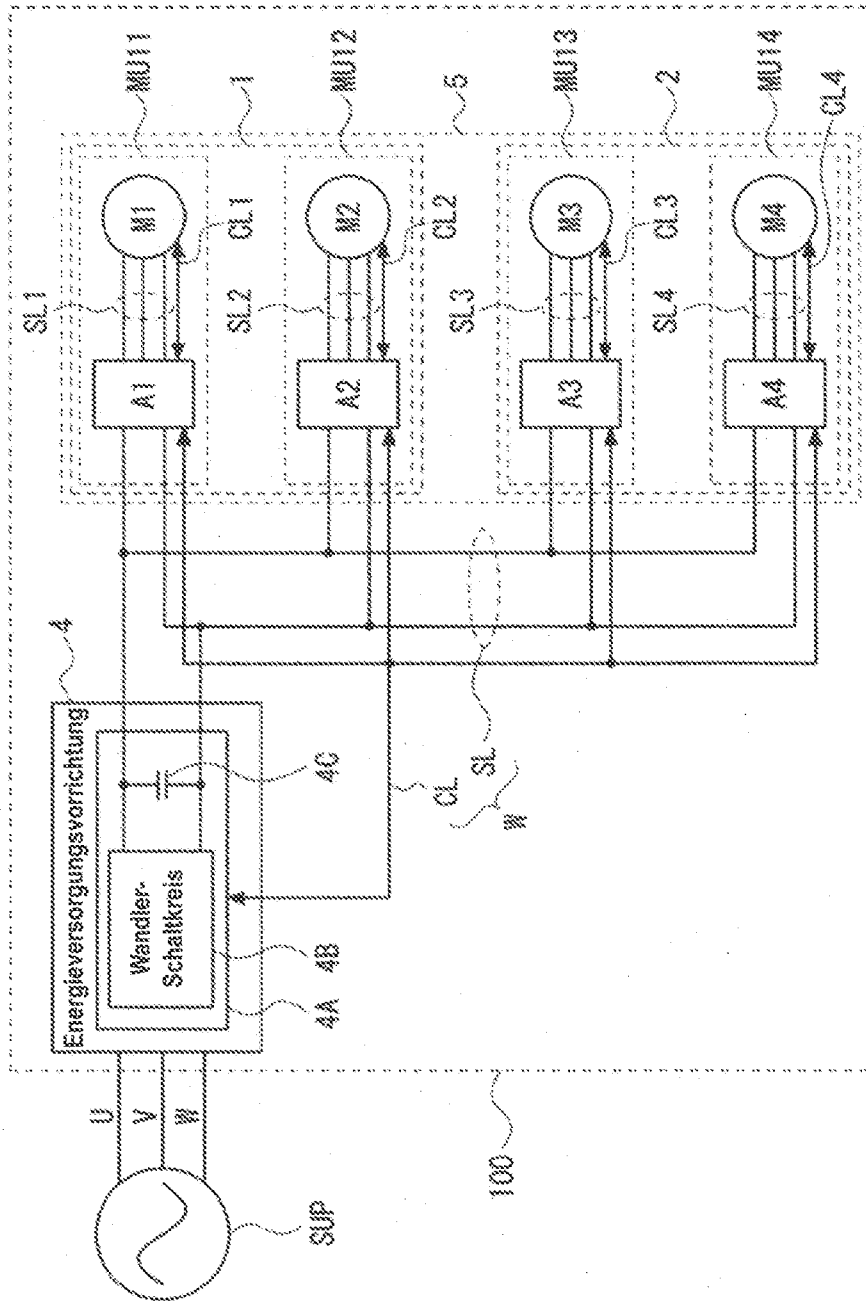 SUP
U
V
W
100
Energieversorgungsvorrichtung
4
Wandler-
Schaltkreis
4A
4B
4C
CL
SL
W
A1
SL1
M1
CL1
MU11
1
A2
SL2
M2
CL2
MU12
5
A3
SL3
M3
CL3
MU13
2
A4
SL4
M4
CL4
MU14